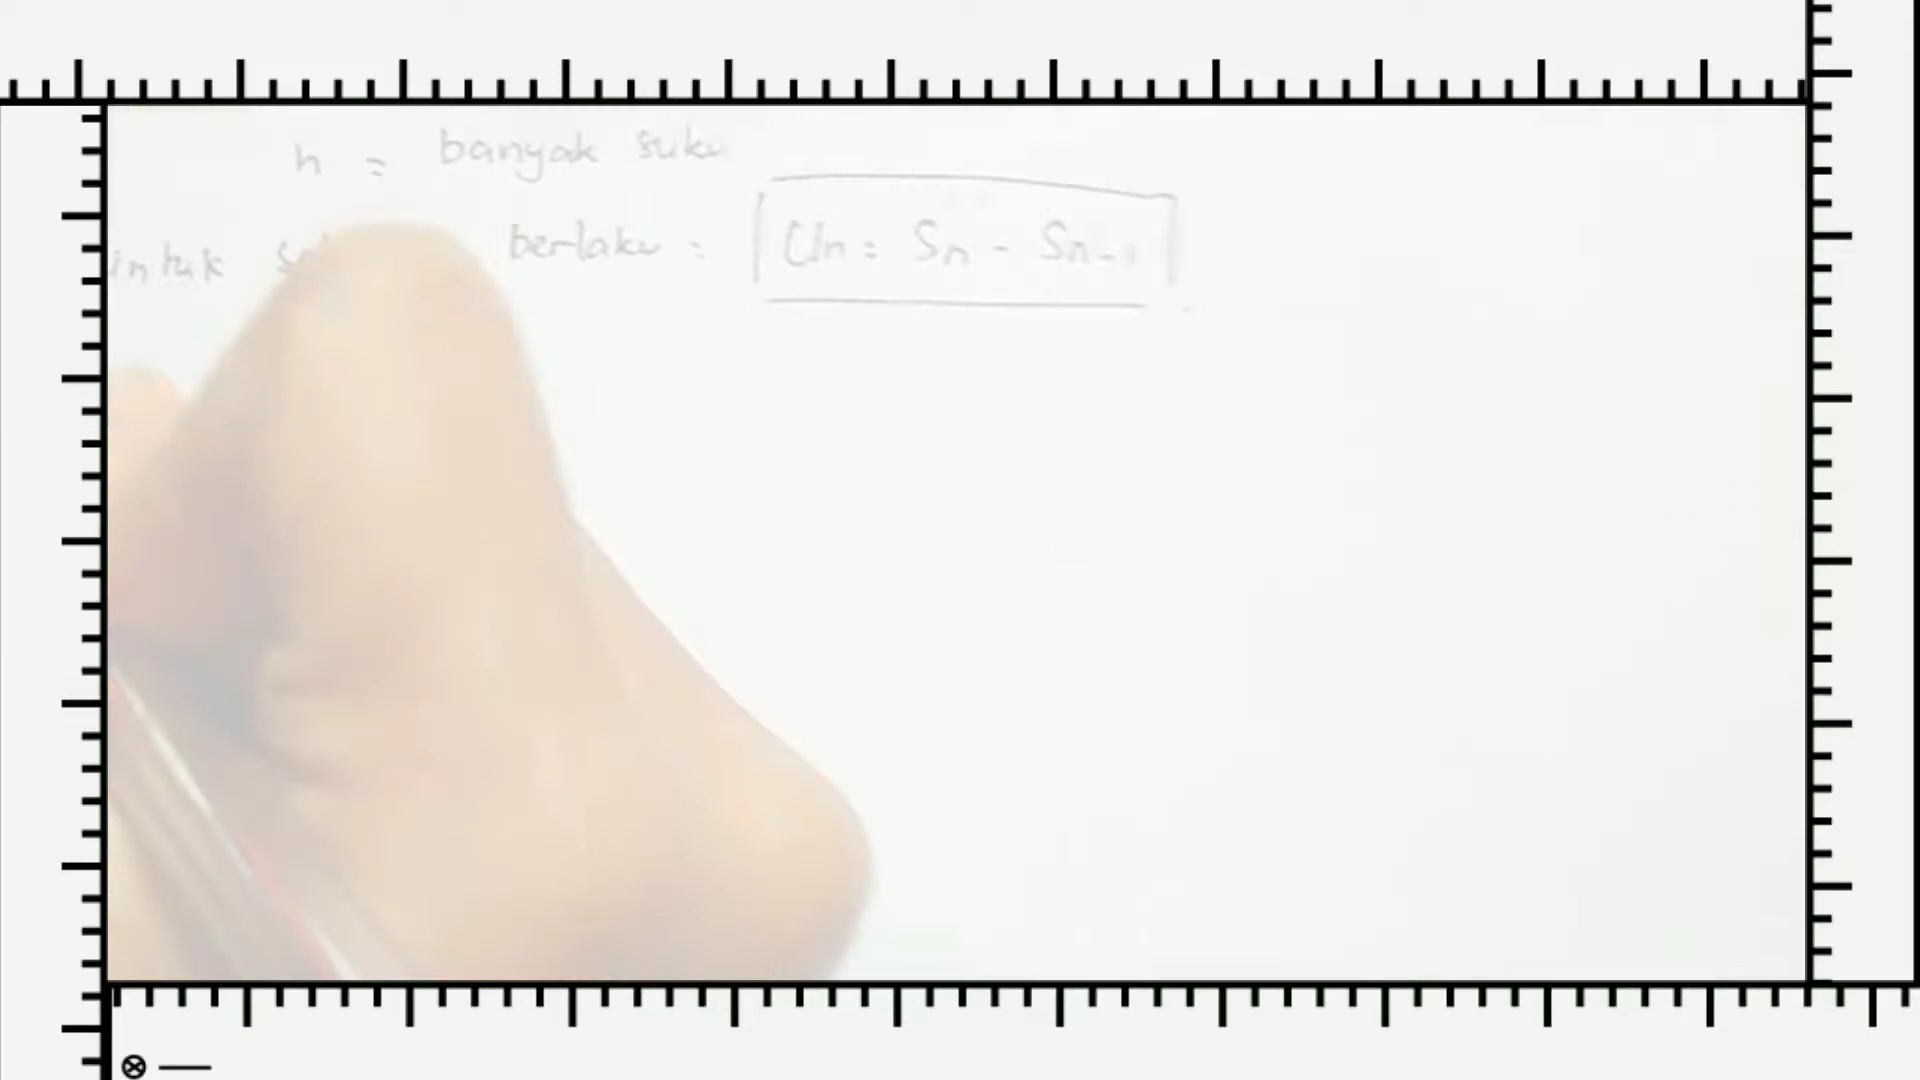 n = banyak suku
berlaku : Un = Sn - Sn-1